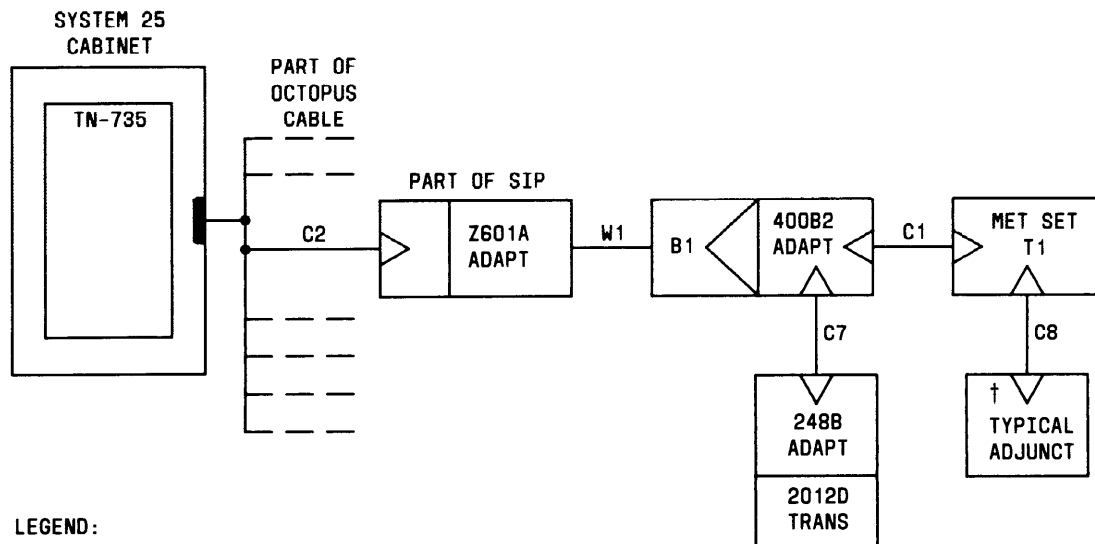 SYSTEM 25
CABINET
TN-735
PART OF
OCTOPUS
CABLE
C2
PART OF SIP
Z601A
ADAPT
W1
B1
400B2
ADAPT
C1
MET SET
T1
C7
C8
248B
ADAPT
2012D
TRANS
†
TYPICAL
ADJUNCT
LEGEND: